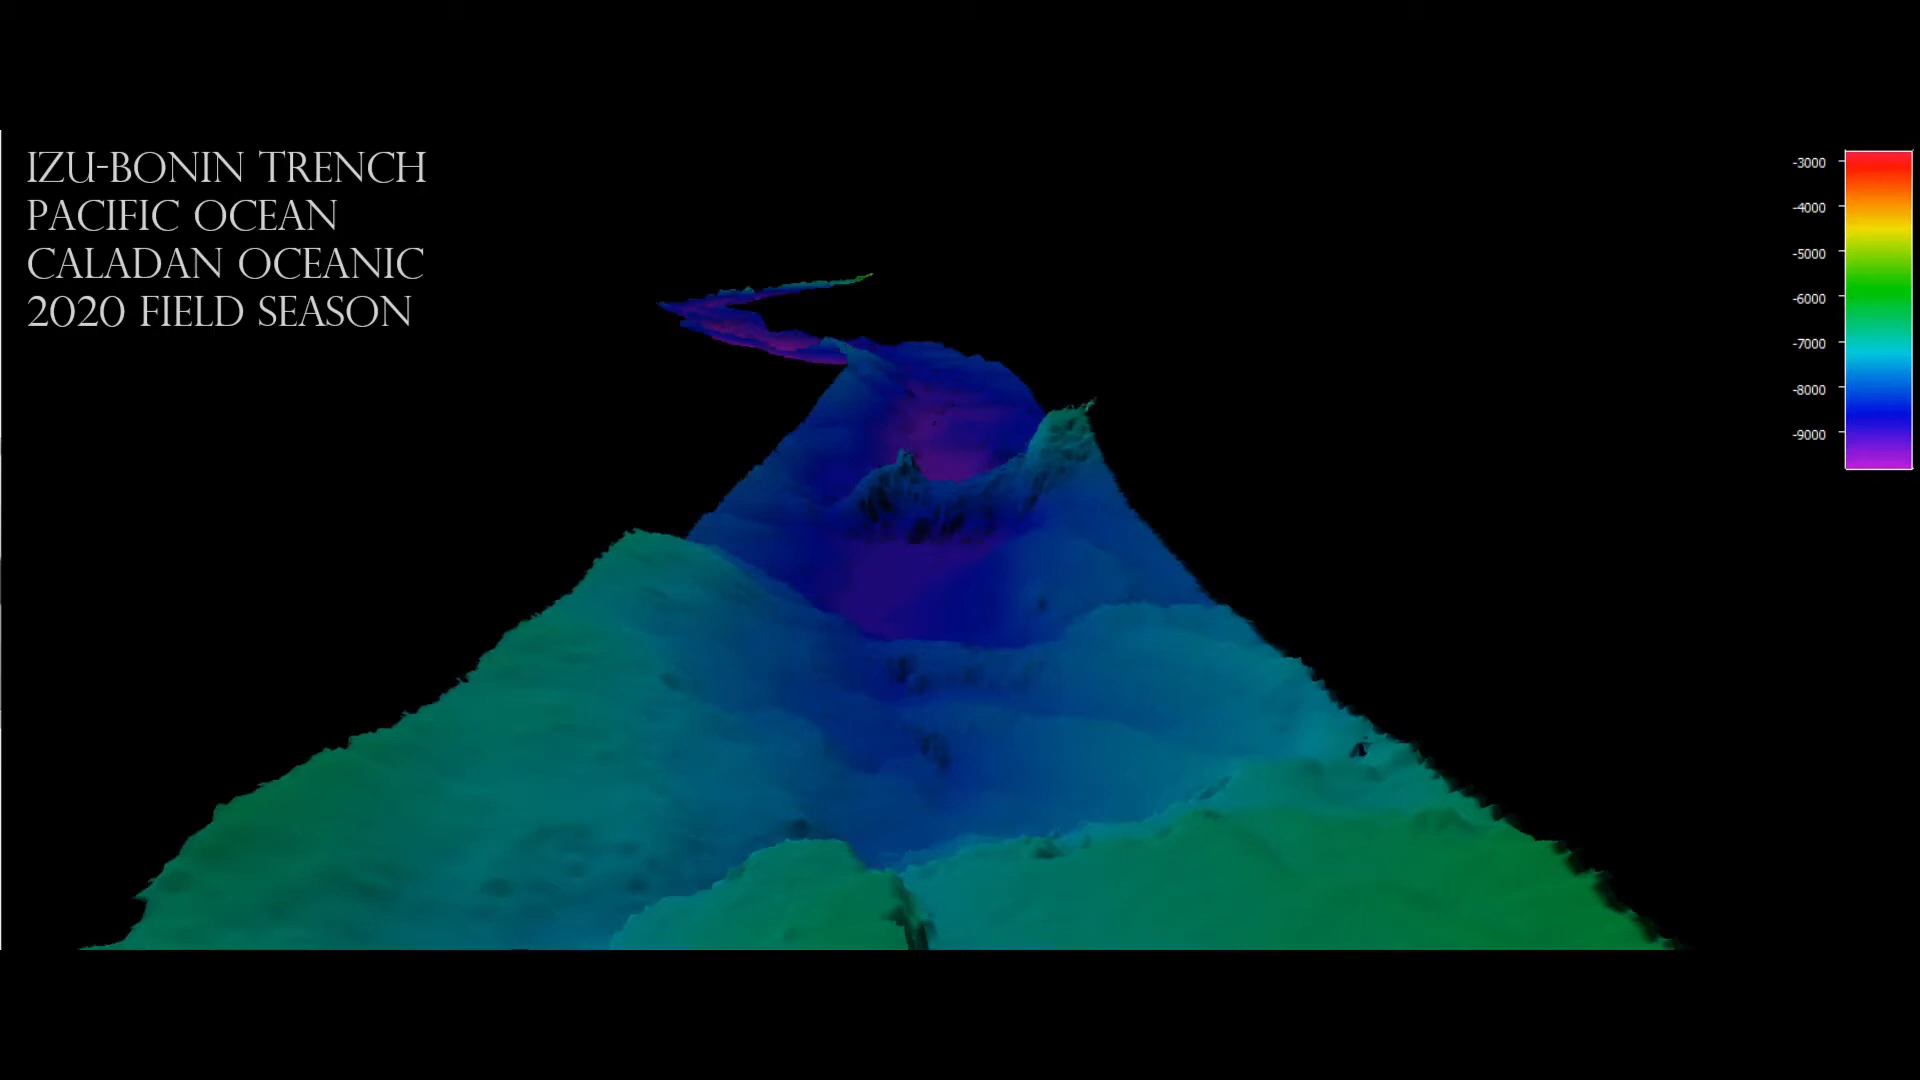 IZU-BONIN TRENCH
PACIFIC OCEAN
CALADAN OCEANIC
2020 FIELD SEASON
-3000
-4000
-5000
-6000
-7000
-8000
-9000